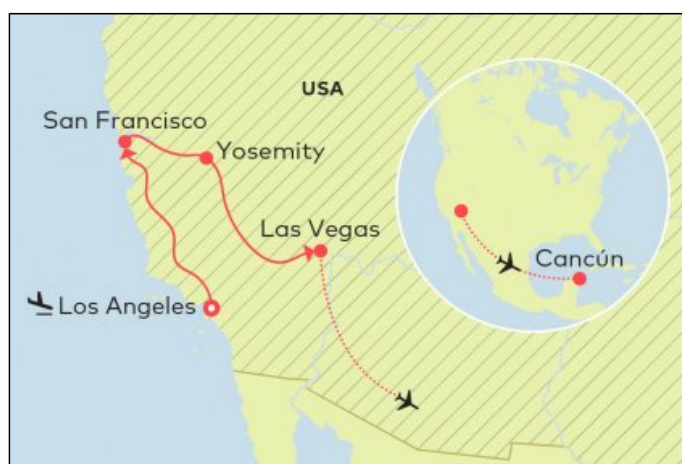 USA
San Francisco
Yosemity
Las Vegas
Cancún
Los Angeles